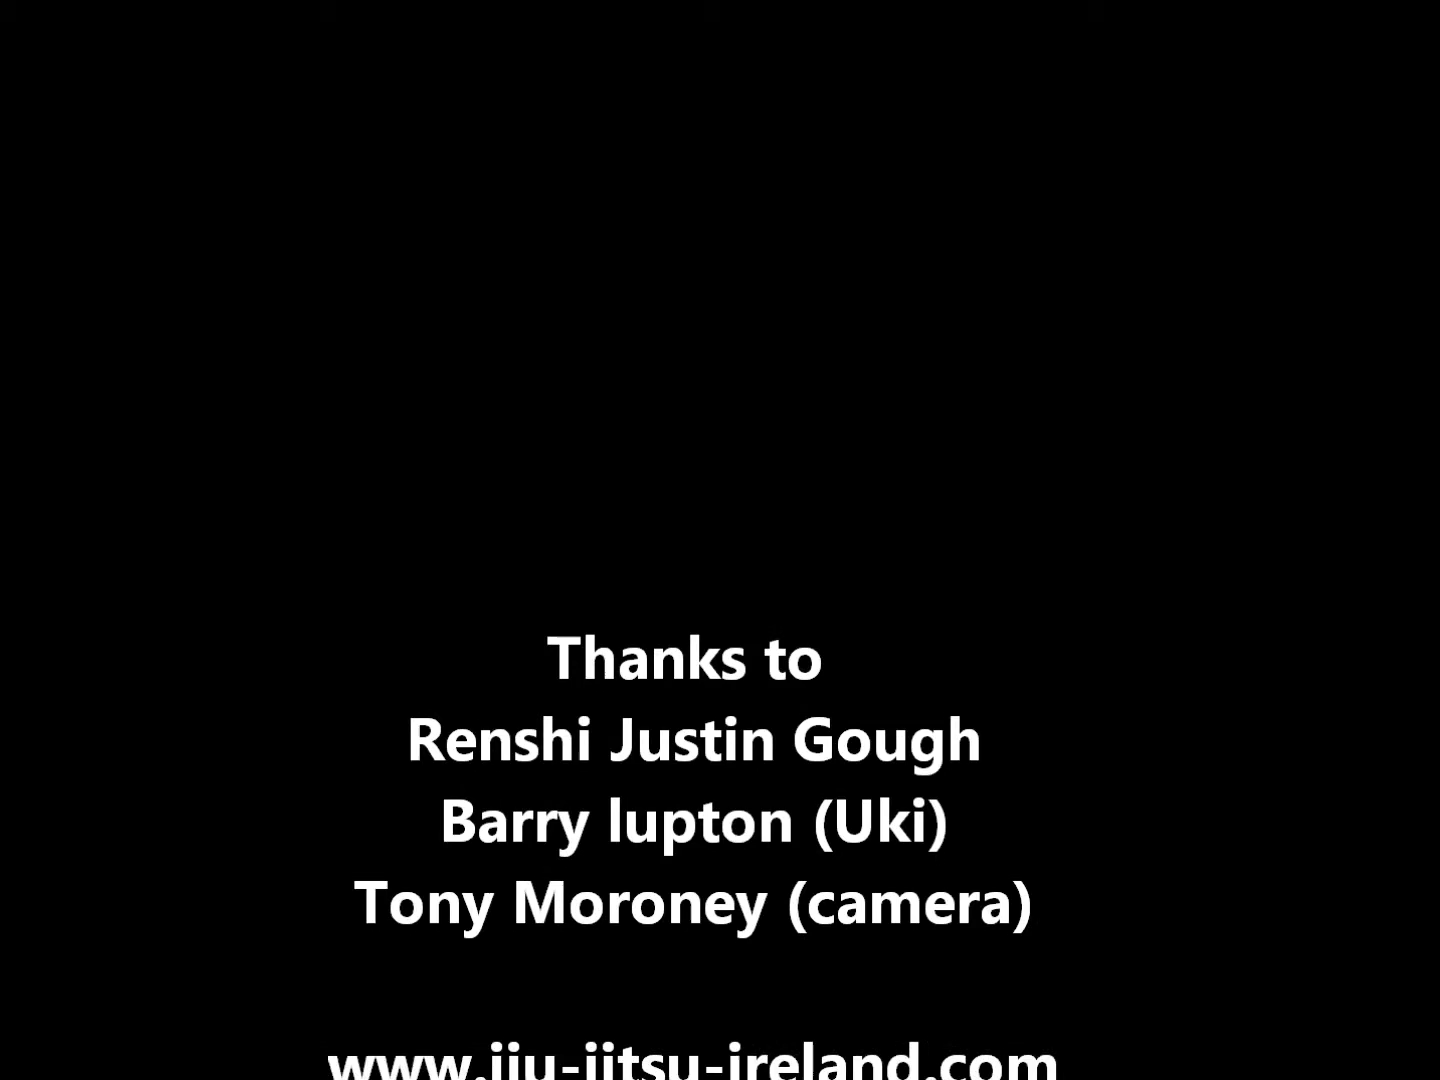 Thanks to
Renshi Justin Gough
Barry lupton (Uki)
Tony Moroney (camera)
www.jiu-jitsu-ireland.com